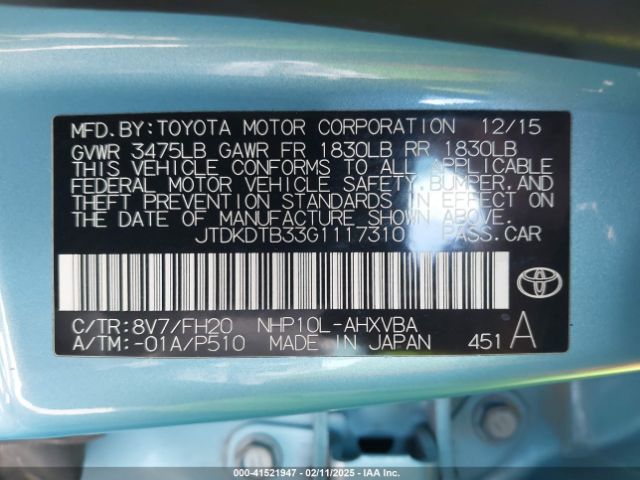 MFD.BY:TOYOTA MOTOR CORPORATION 12/15
GVWR 3475LB GAWR FR 1830LB RR 1830LB
THIS VEHICLE CONFORMS TO ALL APPLICABLE
FEDERAL MOTOR VEHICLE SAFETY,BUMPER,AND
THEFT PREVENTION STANDARDS IN EFFECT ON
THE DATE OF MANUFACTURE SHOWN ABOVE.
JTDKDTB33G1117310 PASS.CAR
C/TR:8V7/FH20 NHP10L-AHXVBA
A/TM:-01A/P510 MADE IN JAPAN 451 A
TOYOTA
000-41521947 - 02/11/2025 - IAA Inc.